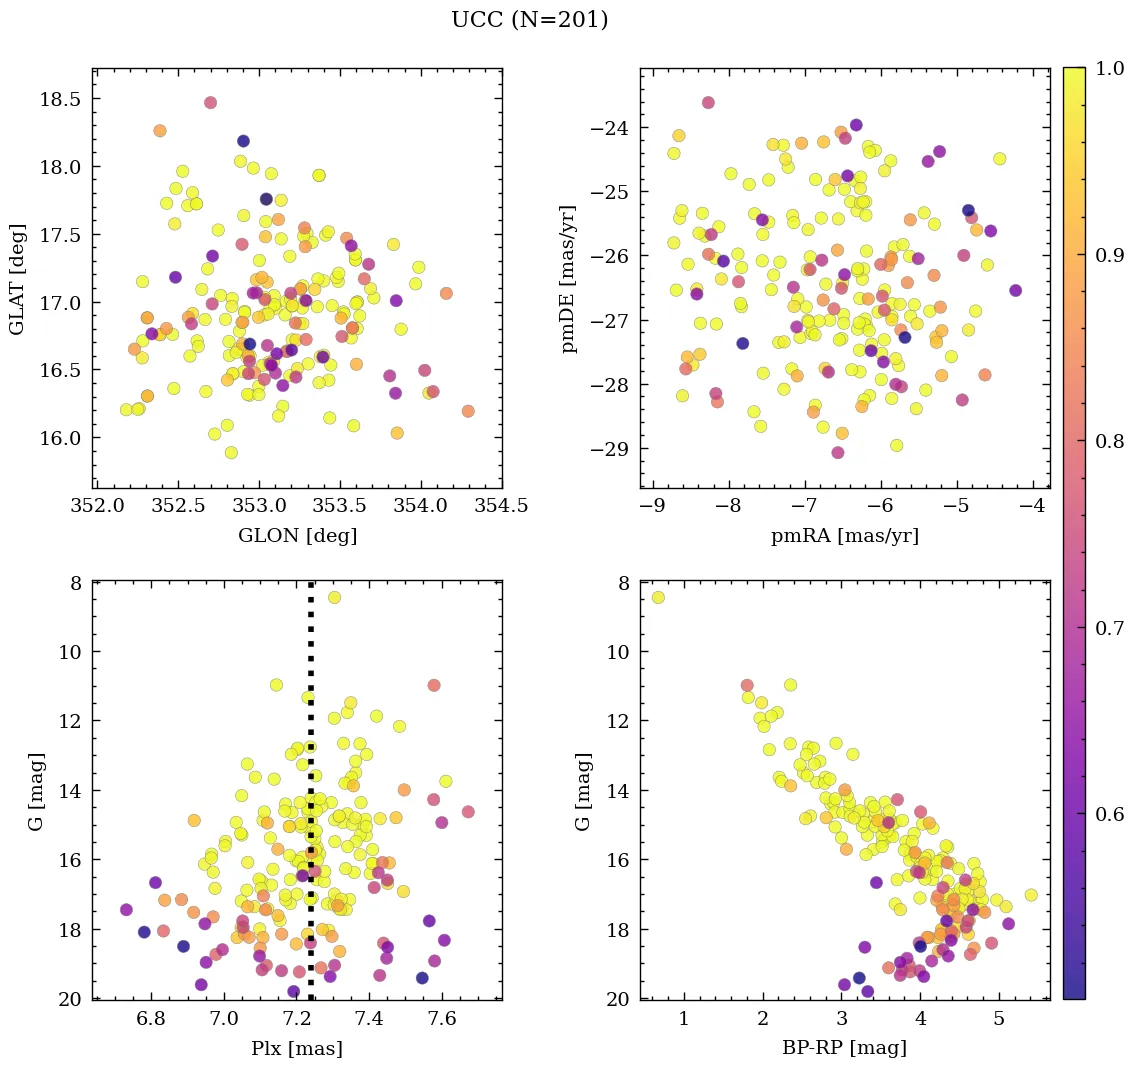 UCC (N=201)
18.5
18.0
17.5
17.0
16.5
16.0
GLAT [deg]
352.0 352.5 353.0 353.5 354.0 354.5
GLON [deg]
−24
−25
−26
−27
−28
−29
pmDE [mas/yr]
−9 −8 −7 −6 −5 −4
pmRA [mas/yr]
1.0
0.9
0.8
0.7
0.6
8
10
12
14
16
18
20
G [mag]
6.8 7.0 7.2 7.4 7.6
Plx [mas]
8
10
12
14
16
18
20
G [mag]
1 2 3 4 5
BP-RP [mag]